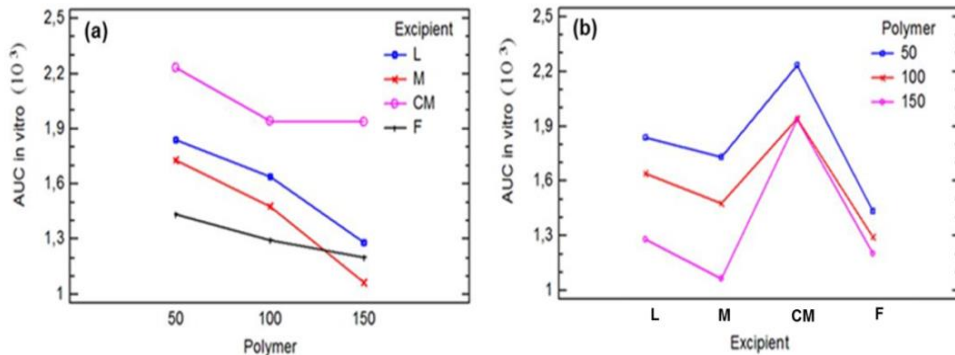 (a)
Excipient
L
M
CM
F
AUC in vitro (10⁻³)
2,5
2,2
1,9
1,6
1,3
1
50 100 150
Polymer
(b)
Polymer
50
100
150
AUC in vitro (10⁻³)
2,5
2,2
1,9
1,6
1,3
1
L M CM F
Excipient